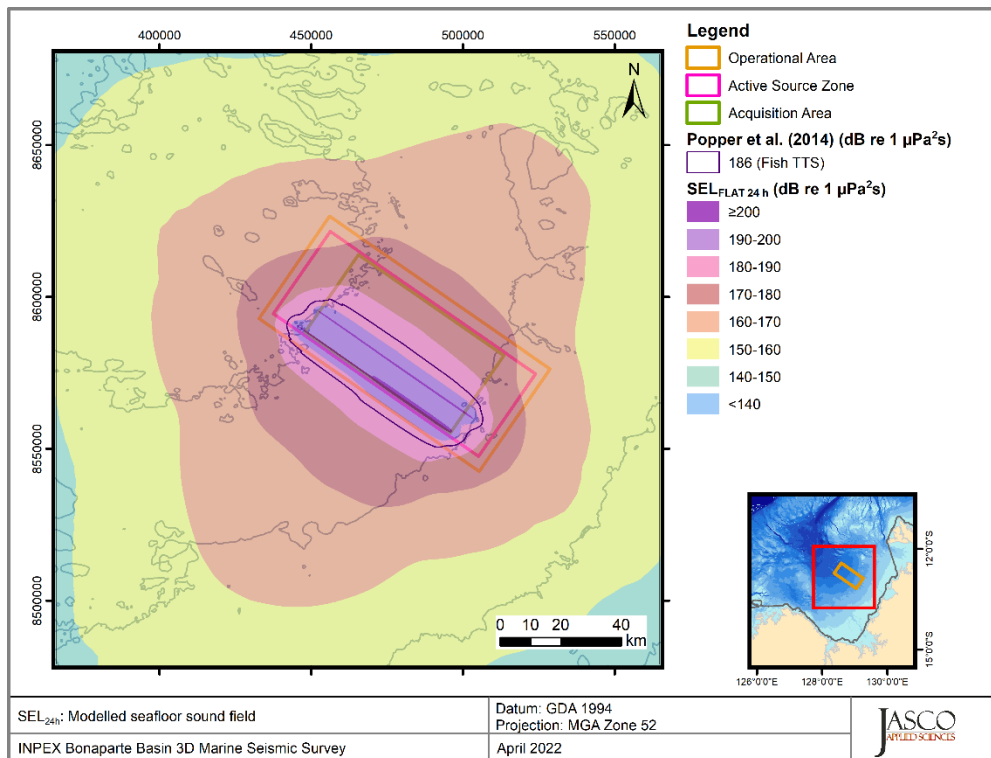 400000 450000 500000 550000
8650000
8600000
8550000
8500000
N
0 10 20 40
km
Legend
Operational Area
Active Source Zone
Acquisition Area
Popper et al. (2014) (dB re 1 µPa²s)
186 (Fish TTS)
SEL_FLAT 24 h (dB re 1 µPa²s)
≥200
190-200
180-190
170-180
160-170
150-160
140-150
<140
12°0'0"S
15°0'0"S
126°0'0"E 128°0'0"E 130°0'0"E
SEL24h: Modelled seafloor sound field
INPEX Bonaparte Basin 3D Marine Seismic Survey
Datum: GDA 1994
Projection: MGA Zone 52
April 2022
JASCO
APPLIED SCIENCES